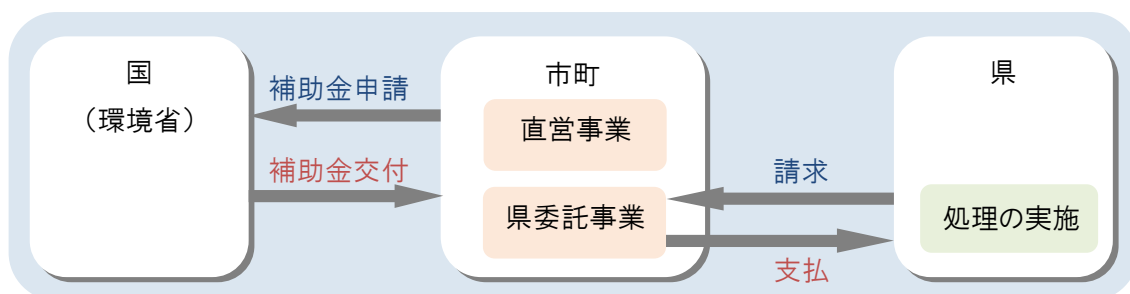 国
（環境省）
補助金申請
補助金交付
市町
直営事業
県委託事業
請求
支払
県
処理の実施